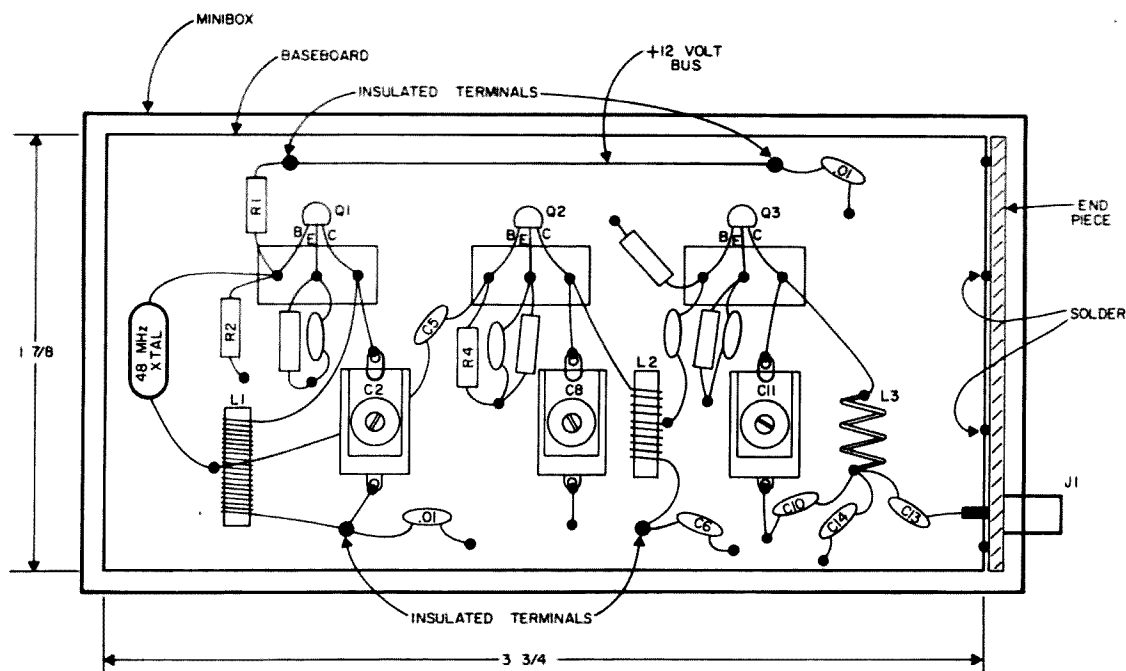 MINIBOX
BASEBOARD
+12 VOLT
BUS
INSULATED TERMINALS
.01
R1
Q1
B E C
Q2
B E C
Q3
B E C
END
PIECE
SOLDER
1 7/8
48 MHz
XTAL
R2
C5
R4
L1
C2
C8
L2
C11
L3
.01
C6
C10
C14
C13
J1
INSULATED TERMINALS
3 3/4